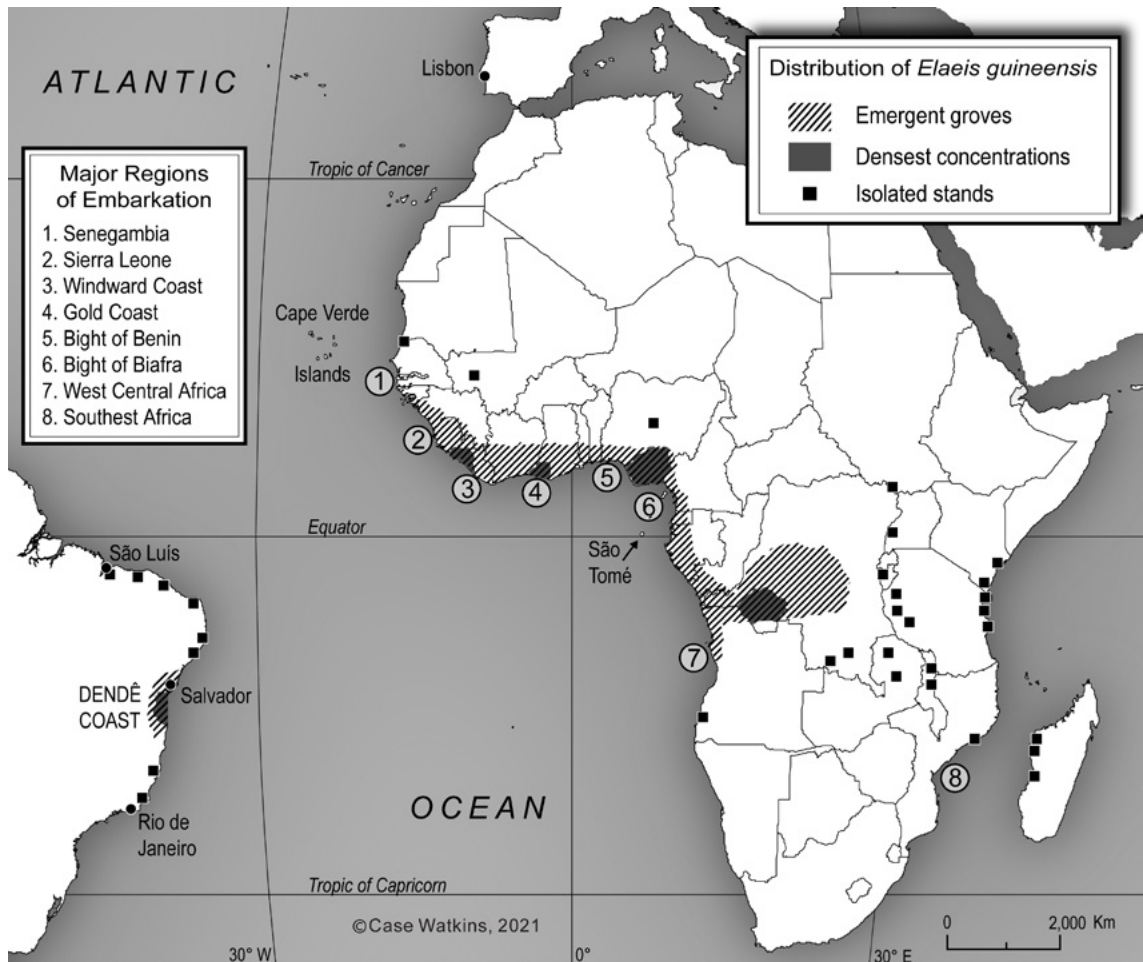 ATLANTIC
Lisbon
Distribution of Elaeis guineensis
Emergent groves
Densest concentrations
Isolated stands
Major Regions
of Embarkation
1. Senegambia
2. Sierra Leone
3. Windward Coast
4. Gold Coast
5. Bight of Benin
6. Bight of Biafra
7. West Central Africa
8. Southest Africa
Tropic of Cancer
Cape Verde
Islands
1
2
3
4
5
6
Equator
São
Tomé
São Luís
7
DENDÊ
COAST
Salvador
8
OCEAN
Rio de
Janeiro
Tropic of Capricorn
©Case Watkins, 2021
0 2,000 Km
30° W
0°
30° E